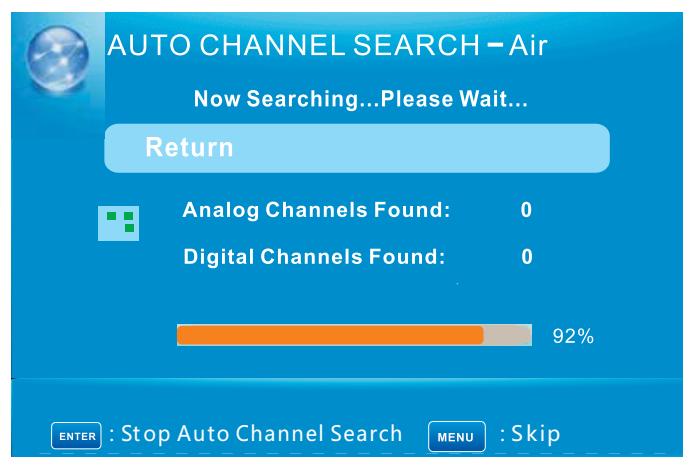 AUTO CHANNEL SEARCH – Air
Now Searching...Please Wait...
Return
Analog Channels Found: 0
Digital Channels Found: 0
92%
ENTER : Stop Auto Channel Search MENU : Skip